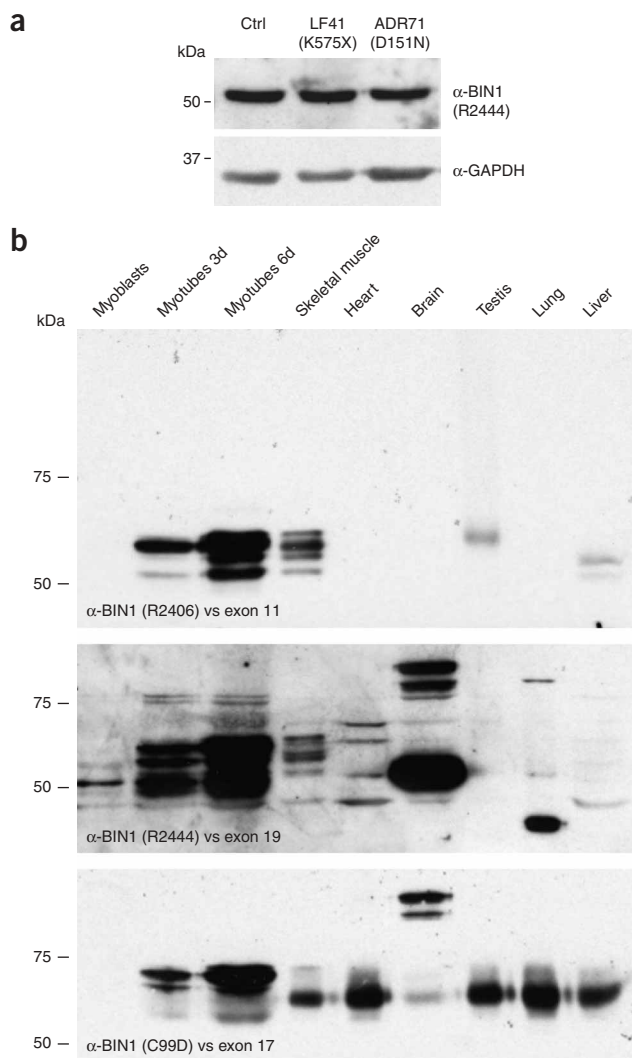 a
Ctrl LF41 (K575X) ADR71 (D151N)
kDa
50
α-BIN1 (R2444)
37
α-GAPDH
b
Myoblasts Myotubes 3d Myotubes 6d Skeletal muscle Heart Brain Testis Lung Liver
kDa
75
50
α-BIN1 (R2406) vs exon 11
75
50
α-BIN1 (R2444) vs exon 19
75
50
α-BIN1 (C99D) vs exon 17